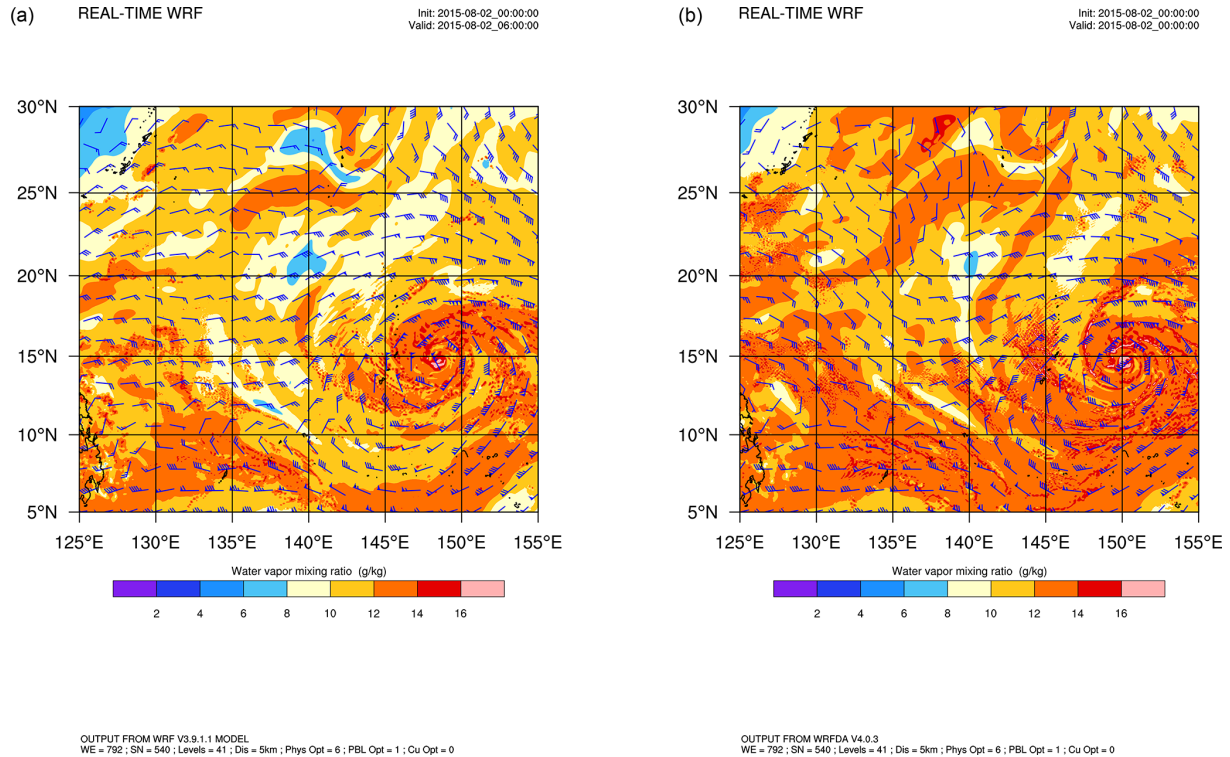 (a)
REAL-TIME WRF
Init: 2015-08-02_00:00:00
Valid: 2015-08-02_06:00:00
30°N
25°N
20°N
15°N
10°N
5°N
125°E 130°E 135°E 140°E 145°E 150°E 155°E
Water vapor mixing ratio (g/kg)
2 4 6 8 10 12 14 16
OUTPUT FROM WRF V3.9.1.1 MODEL
WE = 792 ; SN = 540 ; Levels = 41 ; Dis = 5km ; Phys Opt = 6 ; PBL Opt = 1 ; Cu Opt = 0
(b)
REAL-TIME WRF
Init: 2015-08-02_00:00:00
Valid: 2015-08-02_00:00:00
30°N
25°N
20°N
15°N
10°N
5°N
125°E 130°E 135°E 140°E 145°E 150°E 155°E
Water vapor mixing ratio (g/kg)
2 4 6 8 10 12 14 16
OUTPUT FROM WRFDA V4.0.3
WE = 792 ; SN = 540 ; Levels = 41 ; Dis = 5km ; Phys Opt = 6 ; PBL Opt = 1 ; Cu Opt = 0